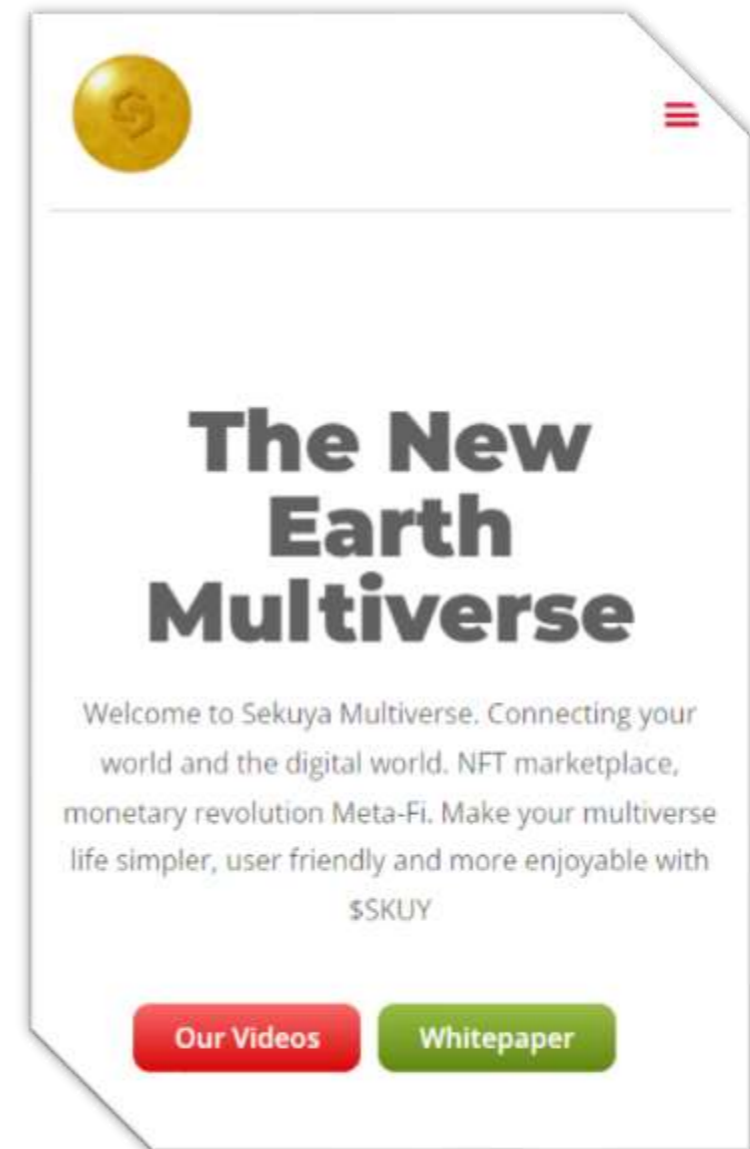 S
The New
Earth
Multiverse
Welcome to Sekuya Multiverse. Connecting your
world and the digital world. NFT marketplace,
monetary revolution Meta-Fi. Make your multiverse
life simpler, user friendly and more enjoyable with
$SKUY
Our Videos
Whitepaper